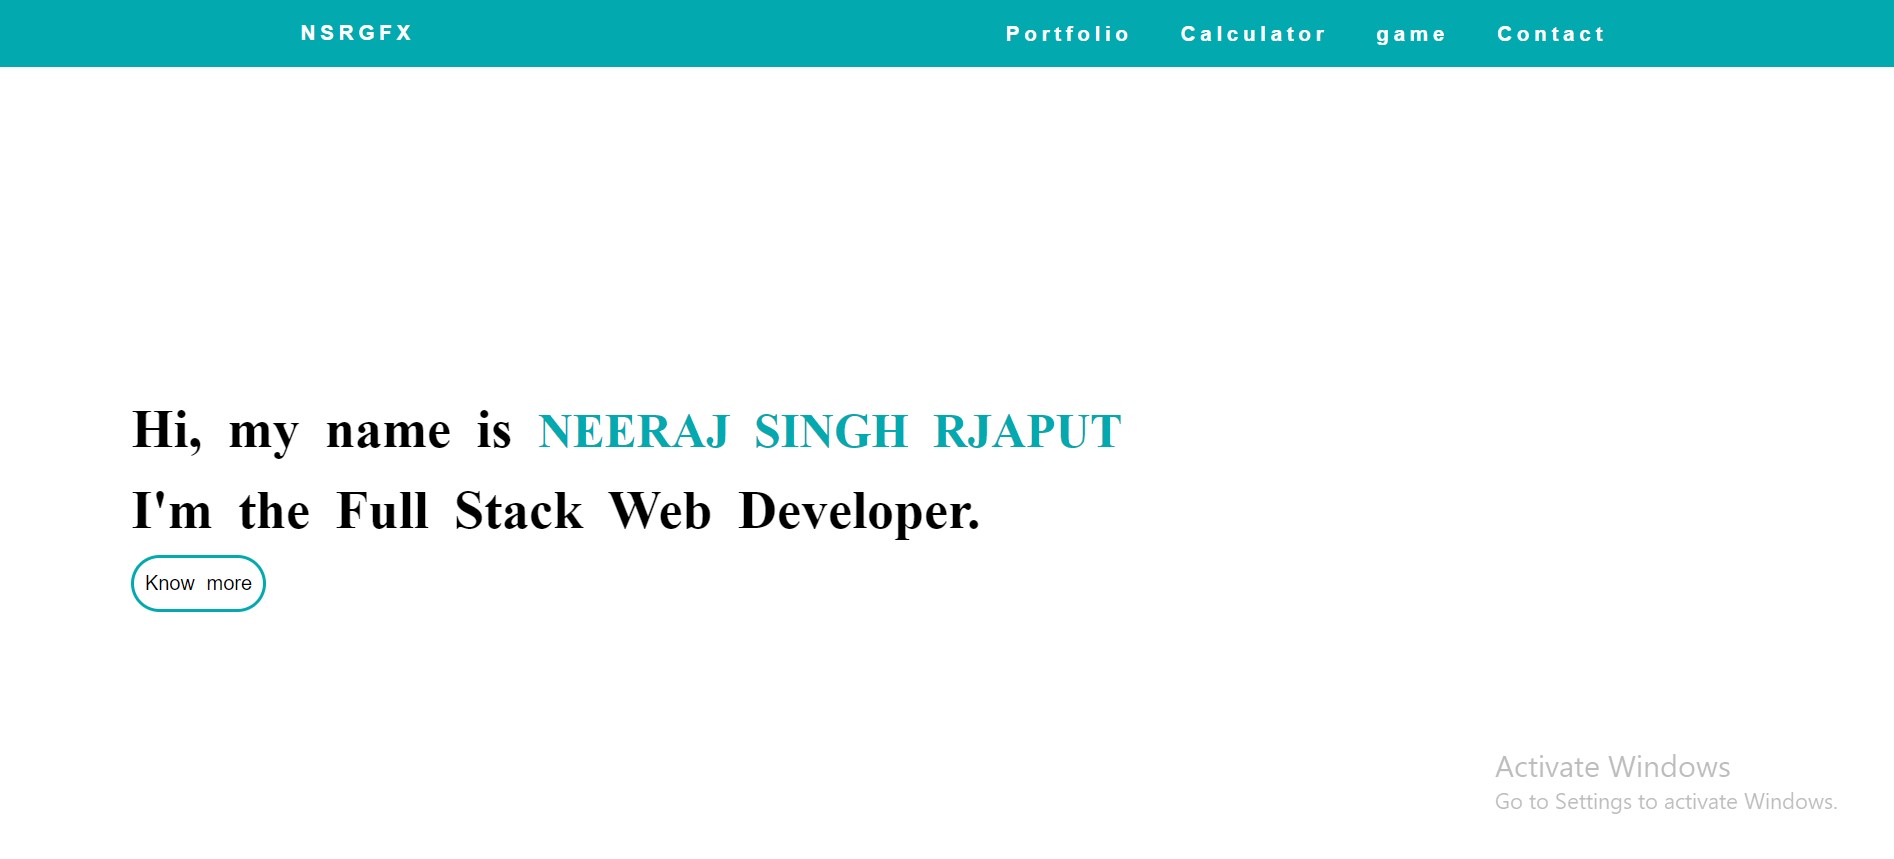 NSRGFX Portfolio Calculator game Contact
Hi, my name is NEERAJ SINGH RJAPUT
I'm the Full Stack Web Developer.
Know more
Activate Windows
Go to Settings to activate Windows.